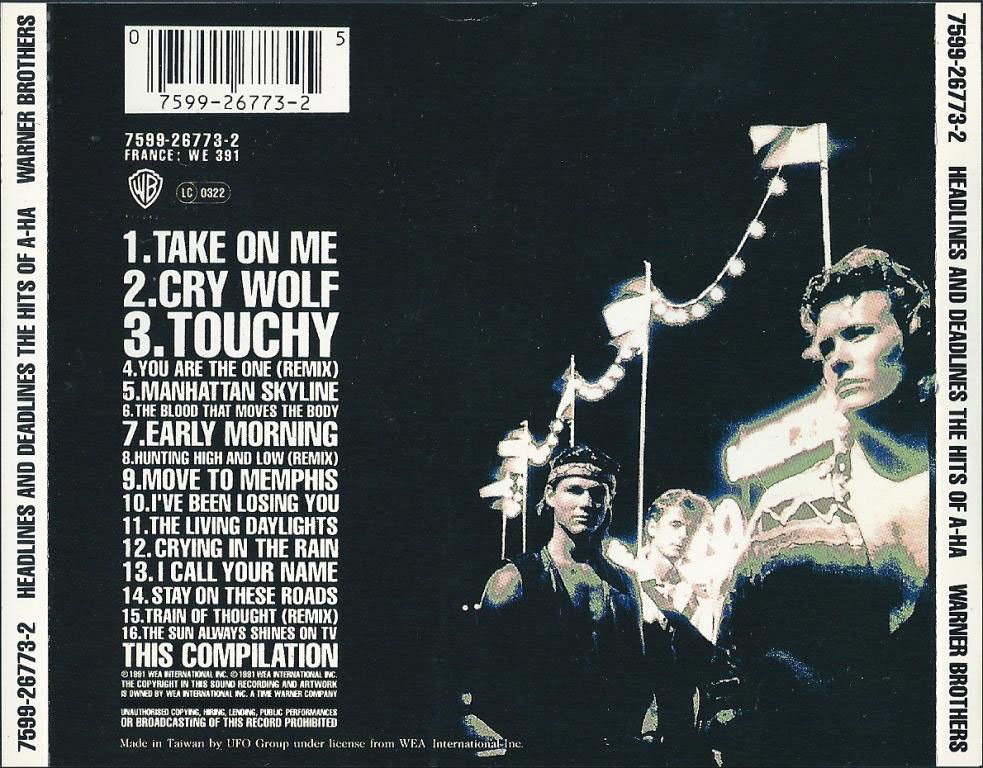 7599-26773-2 HEADLINES AND DEADLINES THE HITS OF A-HA WARNER BROTHERS
0 5
7599-26773-2
7599-26773-2
FRANCE: WE 391
WB
LC 0322
1.TAKE ON ME
2.CRY WOLF
3.TOUCHY
4.YOU ARE THE ONE (REMIX)
5.MANHATTAN SKYLINE
6.THE BLOOD THAT MOVES THE BODY
7.EARLY MORNING
8.HUNTING HIGH AND LOW (REMIX)
9.MOVE TO MEMPHIS
10.I'VE BEEN LOSING YOU
11.THE LIVING DAYLIGHTS
12.CRYING IN THE RAIN
13.I CALL YOUR NAME
14.STAY ON THESE ROADS
15.TRAIN OF THOUGHT (REMIX)
16.THE SUN ALWAYS SHINES ON TV
THIS COMPILATION
℗ 1991 WEA INTERNATIONAL INC. © 1991 WEA INTERNATIONAL INC.
THE COPYRIGHT IN THIS SOUND RECORDING AND ARTWORK
IS OWNED BY WEA INTERNATIONAL INC. A TIME WARNER COMPANY
UNAUTHORISED COPYING, HIRING, LENDING, PUBLIC PERFORMANCES
OR BROADCASTING OF THIS RECORD PROHIBITED
Made in Taiwan by UFO Group under license from WEA International Inc.
7599-26773-2 HEADLINES AND DEADLINES THE HITS OF A-HA WARNER BROTHERS